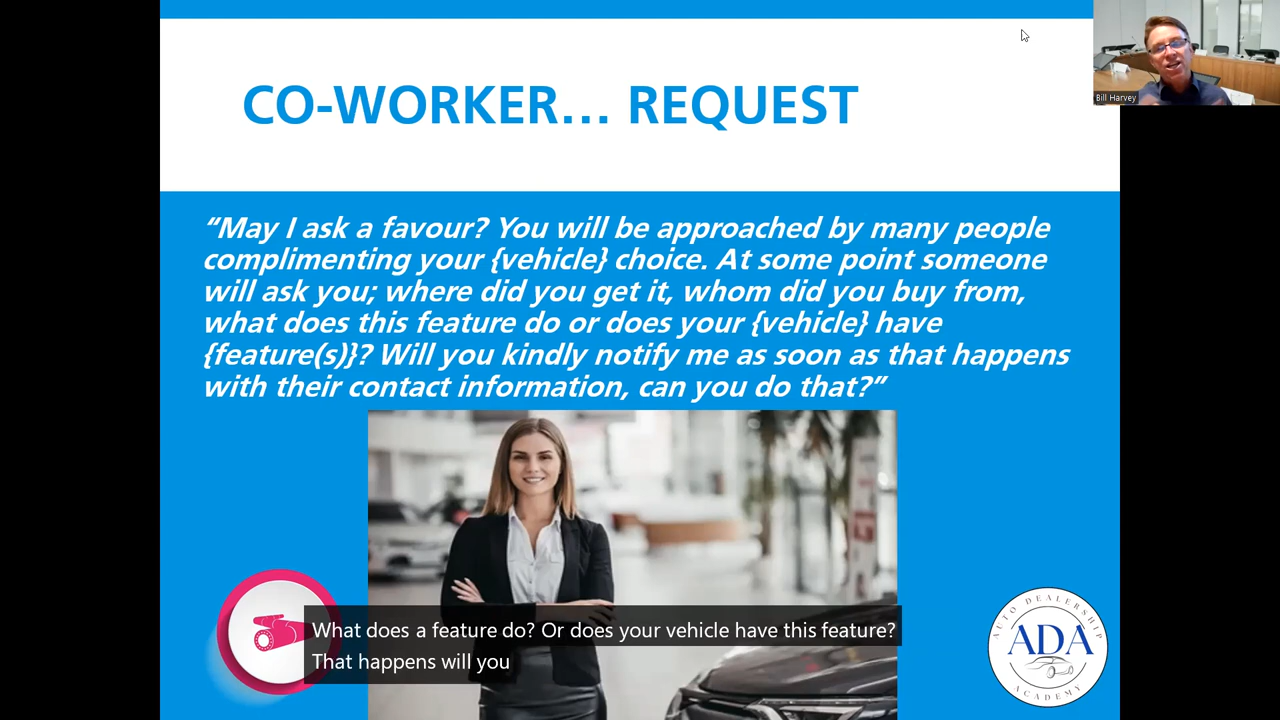 CO-WORKER... REQUEST
Bill Harvey
“May I ask a favour? You will be approached by many people
complimenting your {vehicle} choice. At some point someone
will ask you; where did you get it, whom did you buy from,
what does this feature do or does your {vehicle} have
{feature(s)}? Will you kindly notify me as soon as that happens
with their contact information, can you do that?”
What does a feature do? Or does your vehicle have this feature?
That happens will you
AUTO DEALERSHIP
ADA
ACADEMY